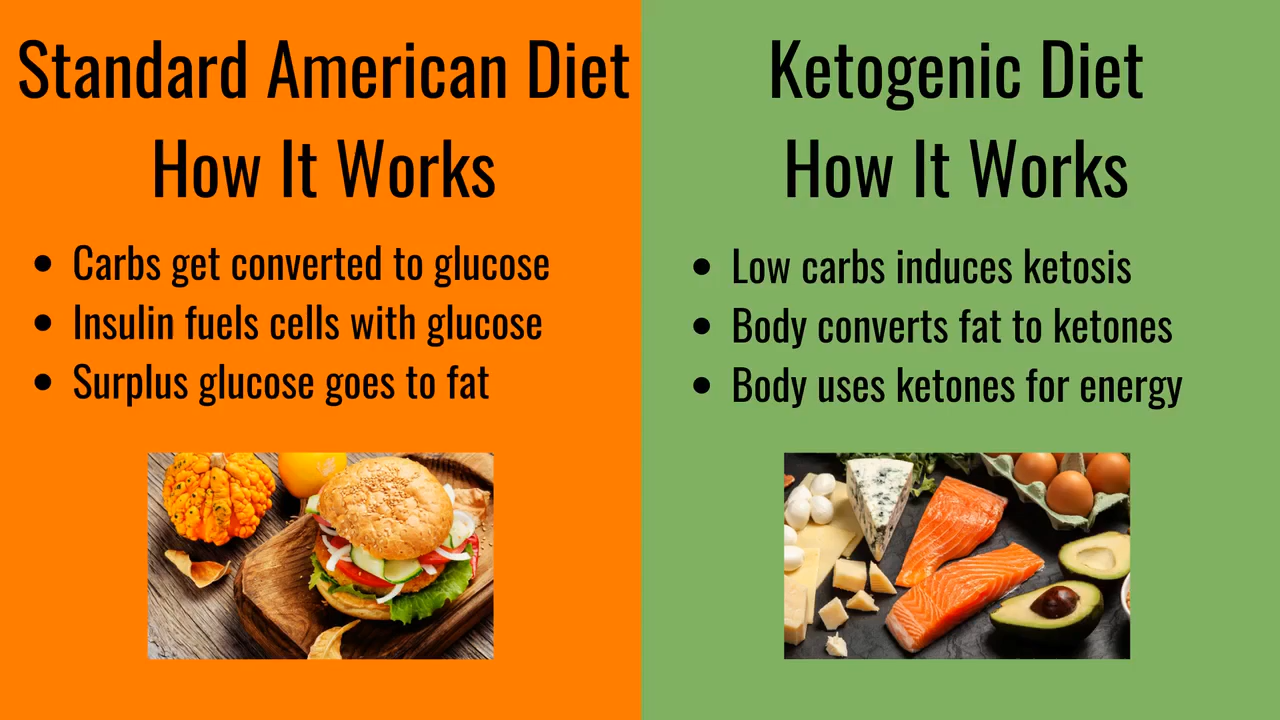 Standard American Diet
How It Works
• Carbs get converted to glucose
• Insulin fuels cells with glucose
• Surplus glucose goes to fat
Ketogenic Diet
How It Works
• Low carbs induces ketosis
• Body converts fat to ketones
• Body uses ketones for energy